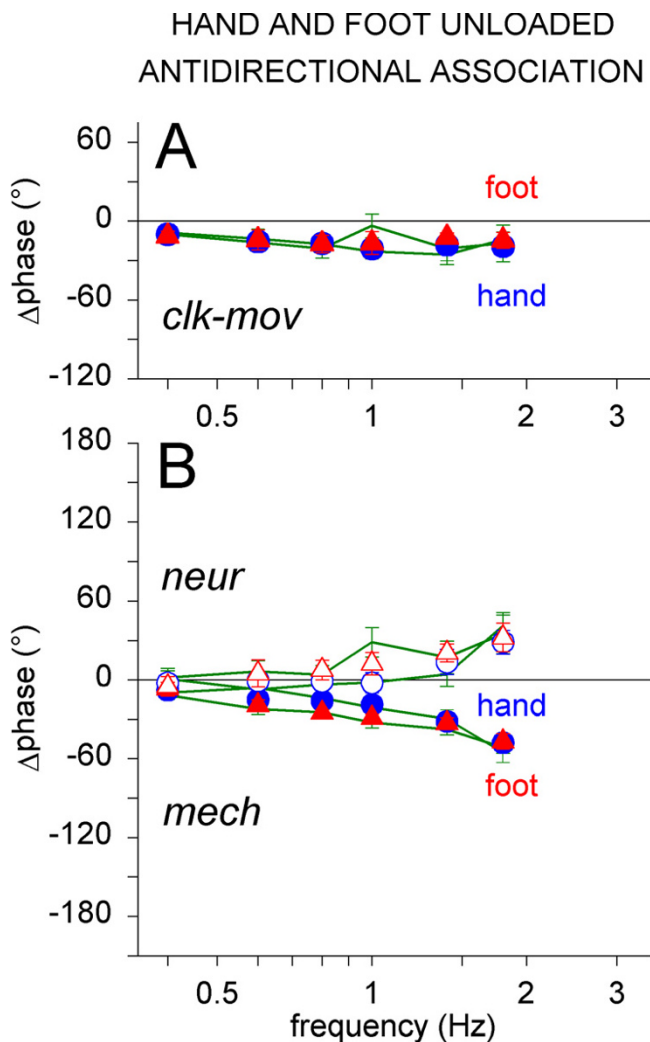 HAND AND FOOT UNLOADED
ANTIDIRECTIONAL ASSOCIATION
A
60
0
-60
-120
Δphase (°)
foot
hand
clk-mov
0.5 1 2 3
B
180
120
60
0
-60
-120
-180
Δphase (°)
neur
hand
foot
mech
0.5 1 2 3
frequency (Hz)